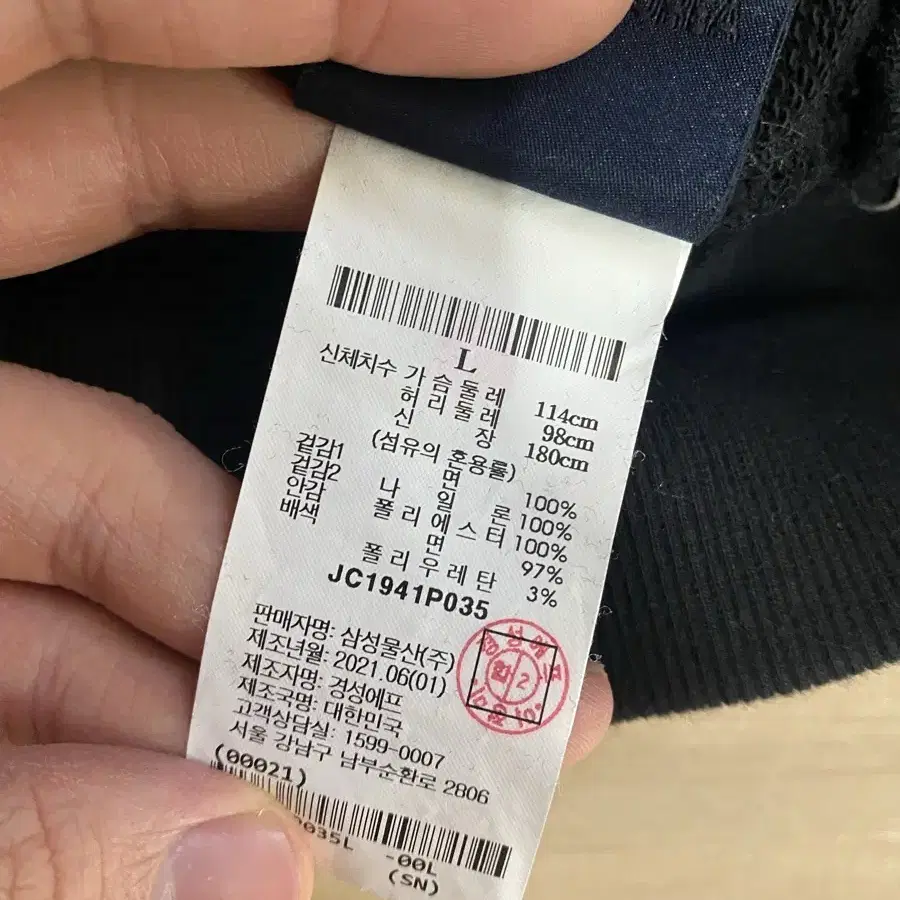 L
신체치수 가슴둘레 114cm
허리둘레 98cm
신장 180cm
(섬유의 혼용률)
겉감1 면 100%
겉감2 나일론 100%
안감 폴리에스터 100%
배색 면 97%
폴리우레탄 3%
JC1941P035
판매자명: 삼성물산(주)
제조년월: 2021.06(01)
제조자명: 경성에프
제조국명: 대한민국
고객상담실: 1599-0007
서울 강남구 남부순환로 2806
(00021)
P035L -00L
(SN)